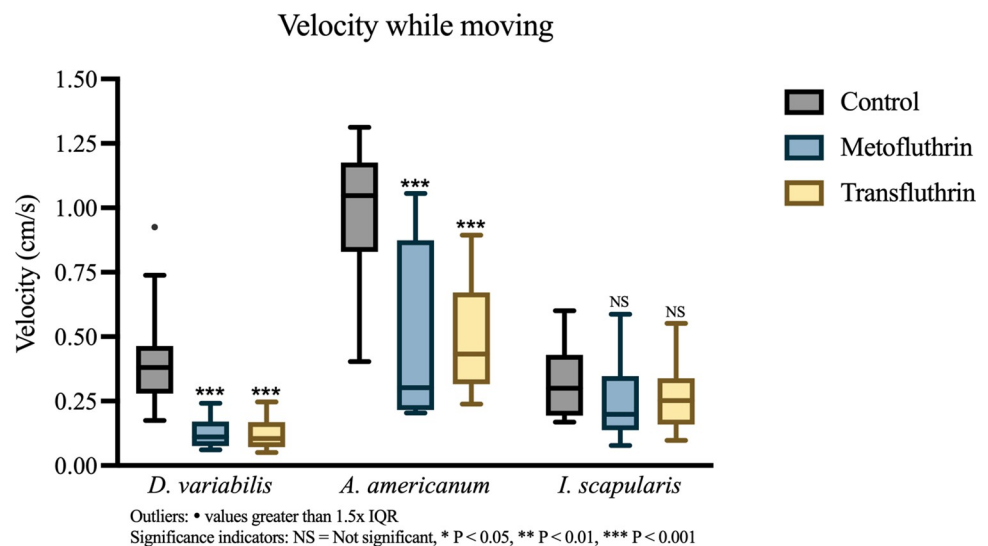 Velocity while moving
Velocity (cm/s)
1.50
1.25
1.00
0.75
0.50
0.25
0.00
***
***
***
***
NS
NS
D. variabilis
A. americanum
I. scapularis
Control
Metofluthrin
Transfluthrin
Outliers: • values greater than 1.5x IQR
Significance indicators: NS = Not significant, * P < 0.05, ** P < 0.01, *** P < 0.001